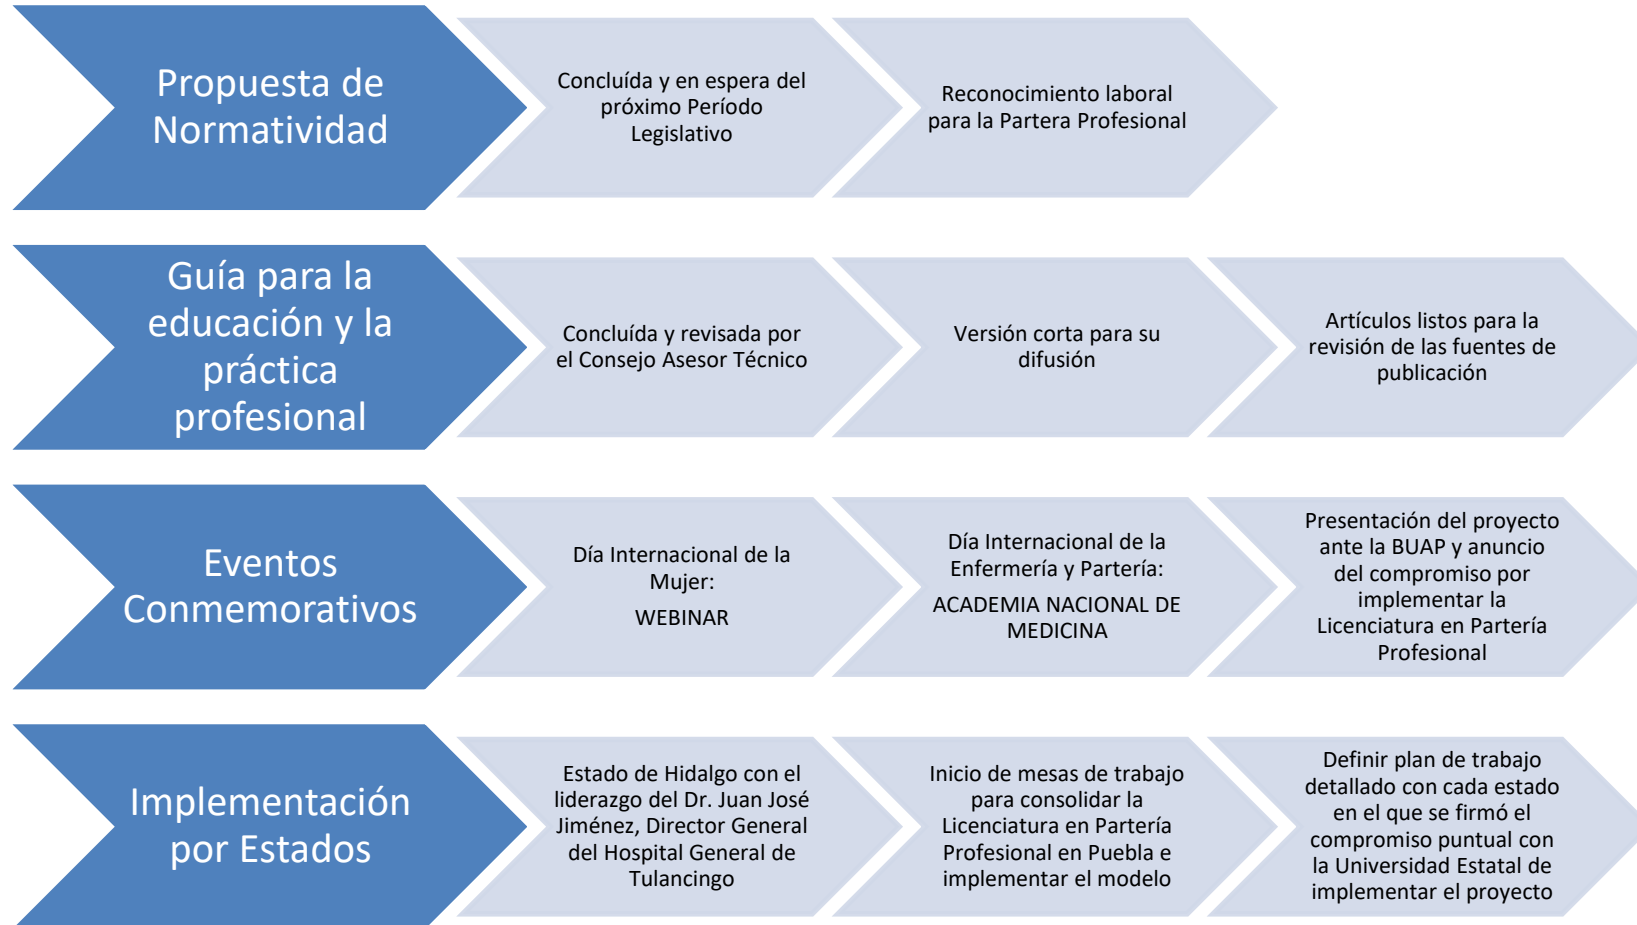 Propuesta de
Normatividad
Concluída y en espera del
próximo Período
Legislativo
Reconocimiento laboral
para la Partera Profesional
Guía para la
educación y la
práctica
profesional
Concluída y revisada por
el Consejo Asesor Técnico
Versión corta para su
difusión
Artículos listos para la
revisión de las fuentes de
publicación
Eventos
Conmemorativos
Día Internacional de la
Mujer:
WEBINAR
Día Internacional de la
Enfermería y Partería:
ACADEMIA NACIONAL DE
MEDICINA
Presentación del proyecto
ante la BUAP y anuncio
del compromiso por
implementar la
Licenciatura en Partería
Profesional
Implementación
por Estados
Estado de Hidalgo con el
liderazgo del Dr. Juan José
Jiménez, Director General
del Hospital General de
Tulancingo
Inicio de mesas de trabajo
para consolidar la
Licenciatura en Partería
Profesional en Puebla e
implementar el modelo
Definir plan de trabajo
detallado con cada estado
en el que se firmó el
compromiso puntual con
la Universidad Estatal de
implementar el proyecto